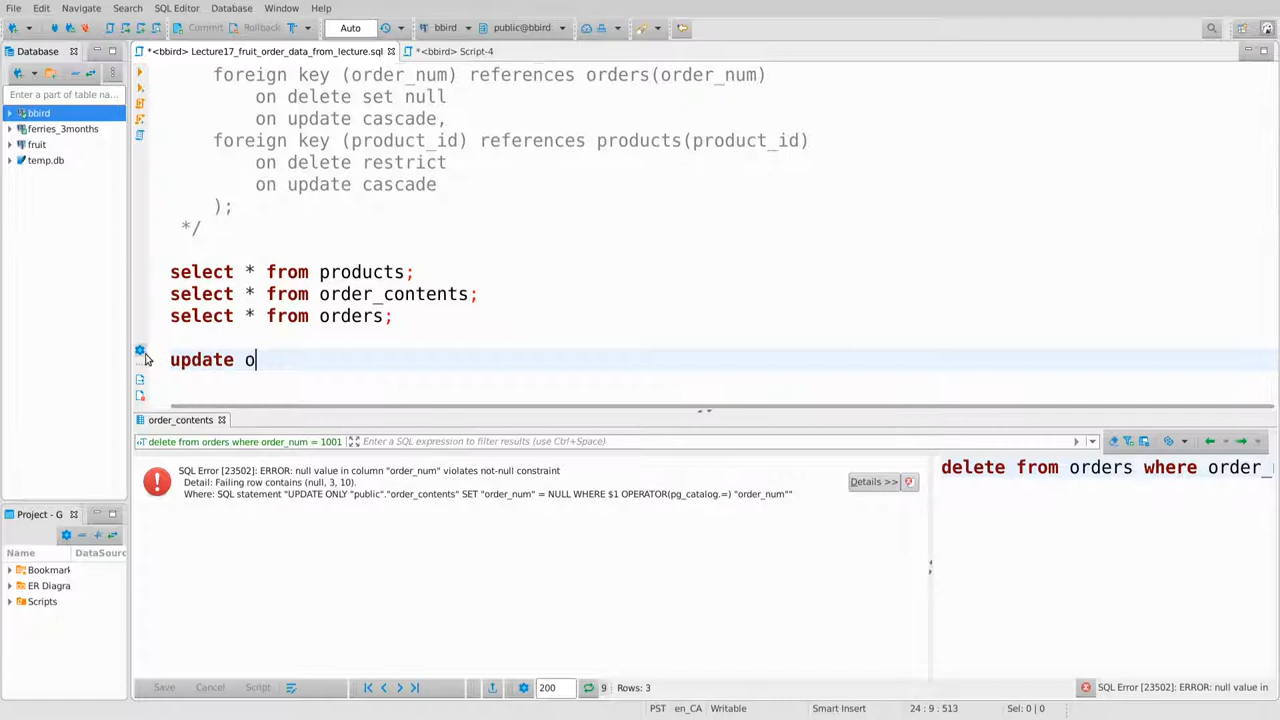 File Edit Navigate Search SQL Editor Database Window Help
Commit Rollback Auto bbird public@bbird
Database
*<bbird> Lecture17_fruit_order_data_from_lecture.sql *<bbird> Script-4
Enter a part of table na...
bbird
ferries_3months
fruit
temp.db
foreign key (order_num) references orders(order_num)
on delete set null
on update cascade,
foreign key (product_id) references products(product_id)
on delete restrict
on update cascade
);
*/
select * from products;
select * from order_contents;
select * from orders;
update o
order_contents
delete from orders where order_num = 1001 Enter a SQL expression to filter results (use Ctrl+Space)
SQL Error [23502]: ERROR: null value in column "order_num" violates not-null constraint
Detail: Failing row contains (null, 3, 10).
Where: SQL statement "UPDATE ONLY "public"."order_contents" SET "order_num" = NULL WHERE $1 OPERATOR(pg_catalog.=) "order_num""
Details >>
delete from orders where order_
Project - G
Name DataSourc
Bookmark
ER Diagra
Scripts
Save Cancel Script 200 9 Rows: 3
SQL Error [23502]: ERROR: null value in
PST en_CA Writable Smart Insert 24 : 9 : 513 Sel: 0 | 0